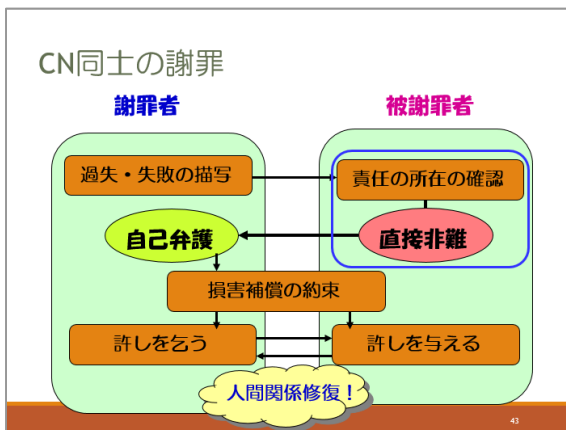 CN同士の謝罪
謝罪者
被謝罪者
過失・失敗の描写
責任の所在の確認
自己弁護
直接非難
損害補償の約束
許しを乞う
許しを与える
人間関係修復！
43